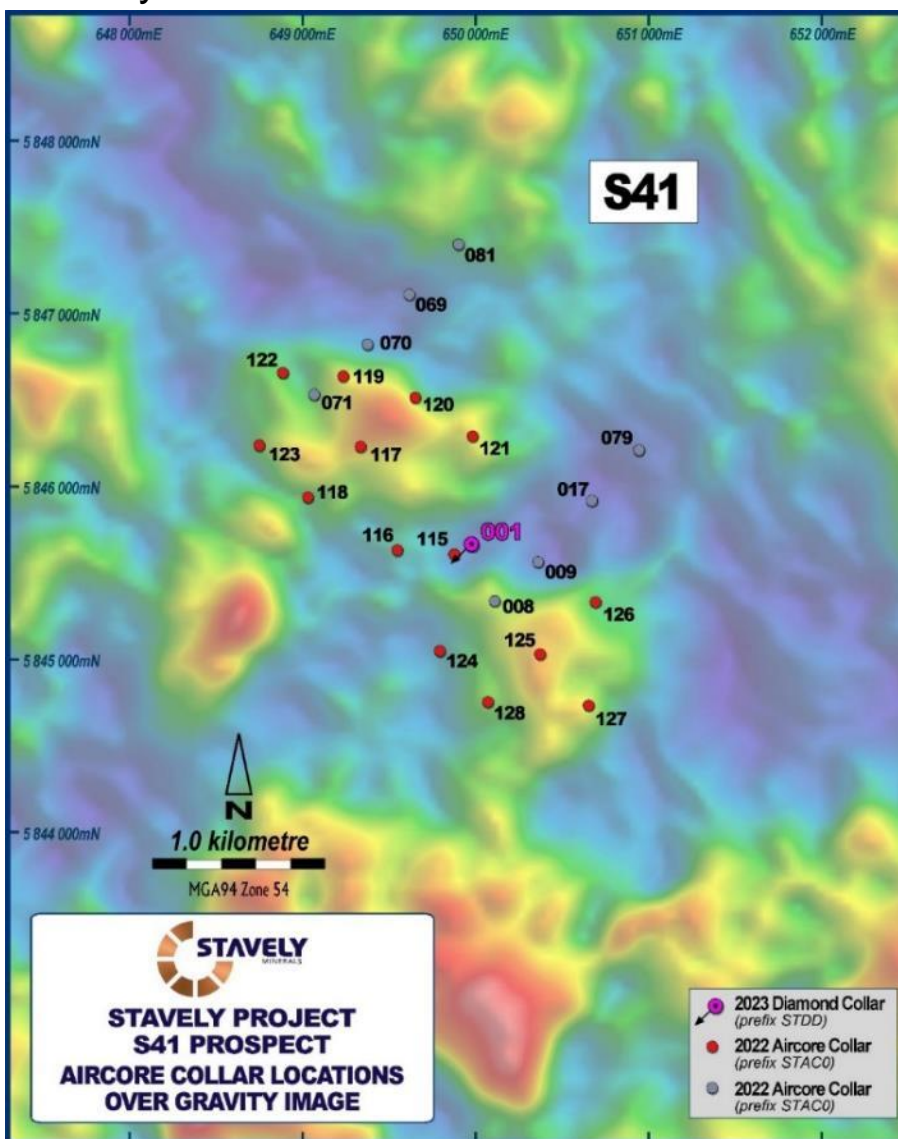 648 000mE 649 000mE 650 000mE 651 000mE 652 000mE
5 848 000mN
S41
081
069
5 847 000mN
070
122
119
071
120
079
121
123
117
017
5 846 000mN
118
116
115
001
009
008
126
125
124
5 845 000mN
128
127
N
5 844 000mN
1.0 kilometre
MGA94 Zone 54
STAVELY
MINERALS
STAVELY PROJECT
S41 PROSPECT
AIRCORE COLLAR LOCATIONS
OVER GRAVITY IMAGE
2023 Diamond Collar
(prefix STDD)
2022 Aircore Collar
(prefix STAC0)
2022 Aircore Collar
(prefix STAC0)